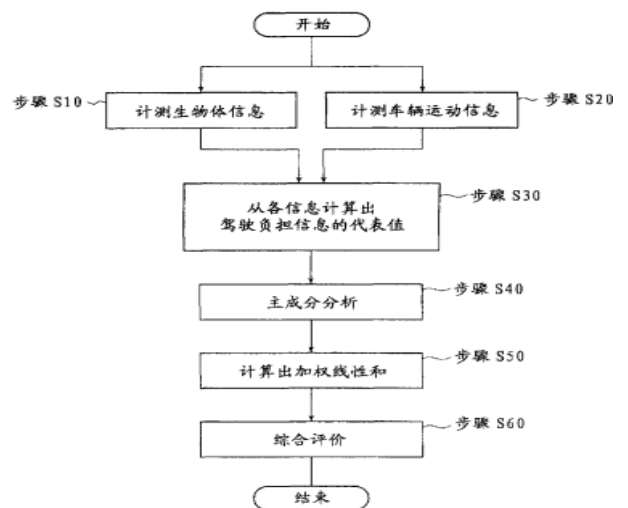 开始
步骤 S10
计测生物体信息
计测车辆运动信息
步骤 S20
步骤 S30
从各信息计算出
驾驶负担信息的代表值
步骤 S40
主成分分析
步骤 S50
计算出加权线性和
步骤 S60
综合评价
结束